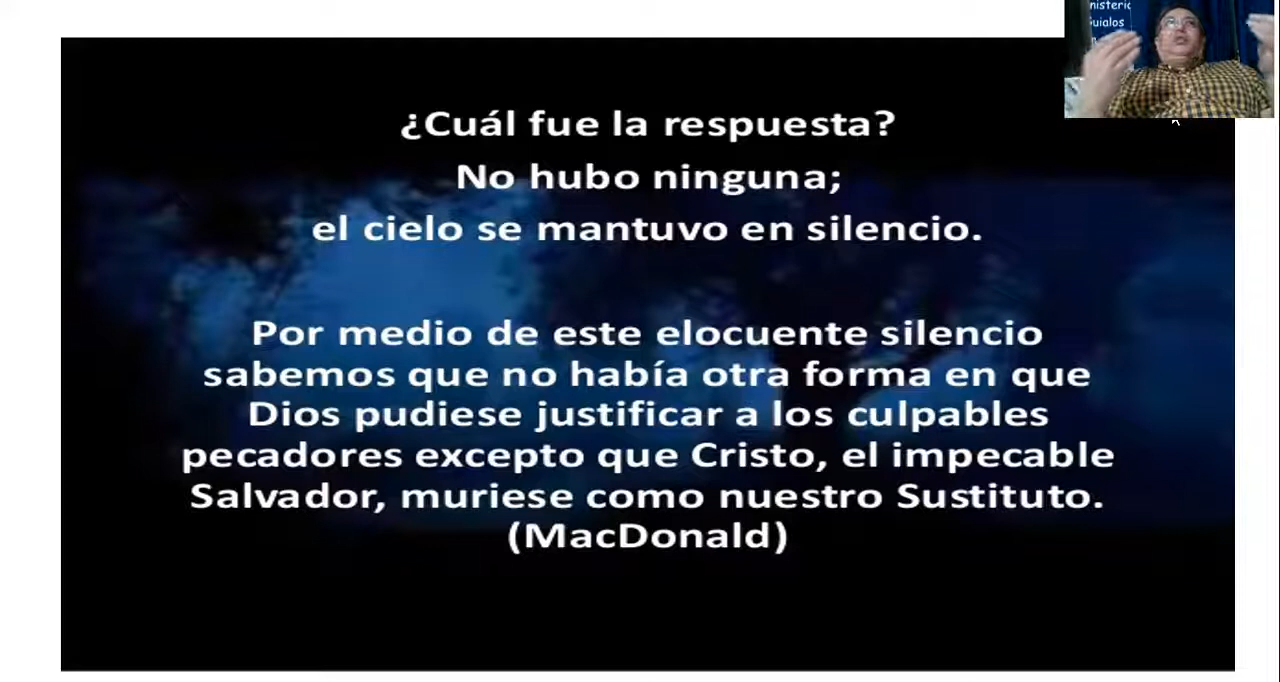 ¿Cuál fue la respuesta?
No hubo ninguna;
el cielo se mantuvo en silencio.
Por medio de este elocuente silencio
sabemos que no había otra forma en que
Dios pudiese justificar a los culpables
pecadores excepto que Cristo, el impecable
Salvador, muriese como nuestro Sustituto.
(MacDonald)